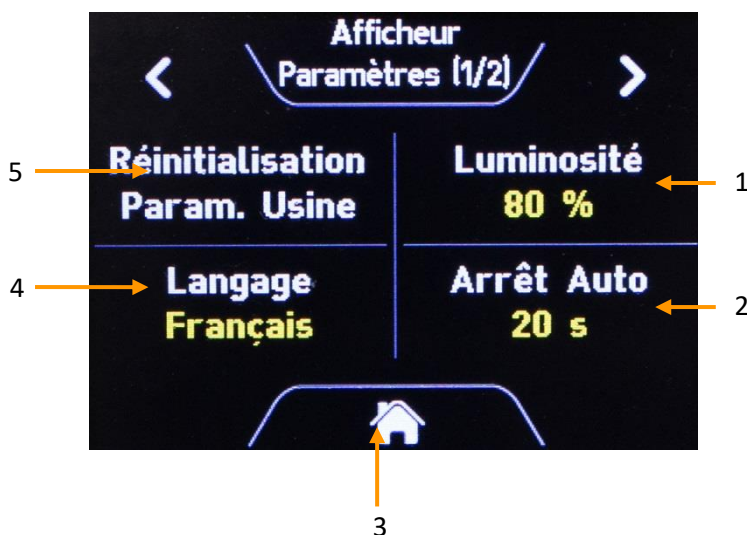 Afficheur
Paramètres (1/2)
Réinitialisation
Param. Usine
Luminosité
80 %
Langage
Français
Arrêt Auto
20 s
5
1
4
2
3